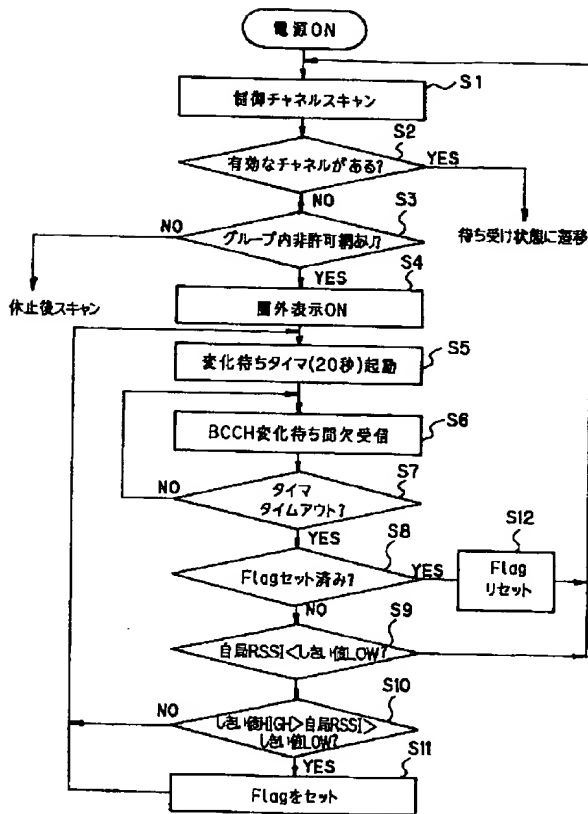 電源ON
S1
制御チャネルスキャン
S2
有効なチャネルがある?
YES
NO
S3
待ち受け状態に遷移
NO
グループ内非許可網あり?
YES
S4
休止後スキャン
圏外表示ON
S5
変化待ちタイマ(20秒)起動
S6
BCCH変化待ち間欠受信
S7
NO
タイマ
タイムアウト?
YES
S8
S12
Flagセット済み?
YES
Flag
リセット
NO
S9
自局RSSI<しきい値LOW?
S10
NO
しきい値HIGH>自局RSSI>
しきい値LOW?
YES
S11
Flagをセット